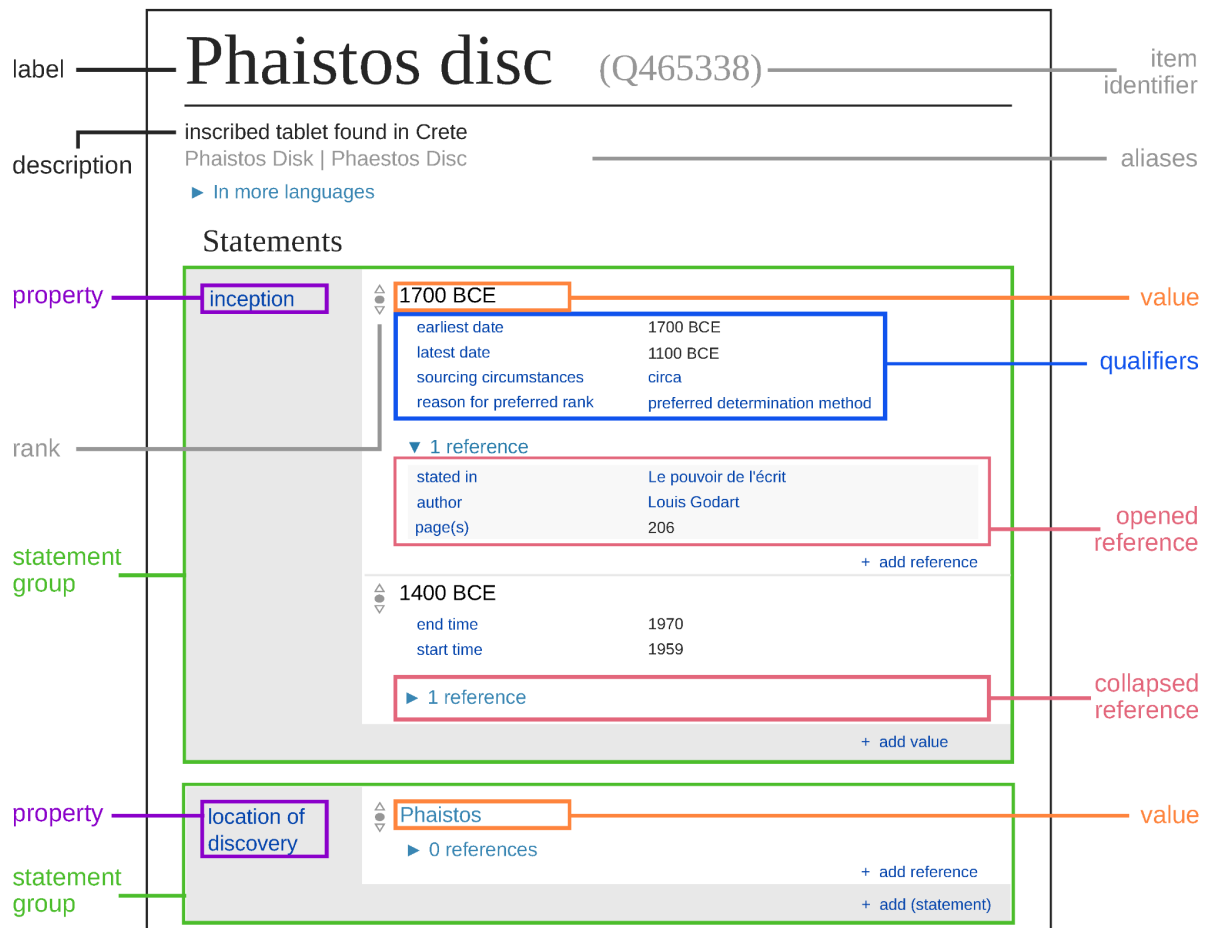 label
Phaistos disc (Q465338)
item
identifier
description
inscribed tablet found in Crete
Phaistos Disk | Phaestos Disc
aliases
► In more languages
Statements
property
inception
1700 BCE
value
earliest date 1700 BCE
latest date 1100 BCE
sourcing circumstances circa
reason for preferred rank preferred determination method
qualifiers
rank
▼ 1 reference
stated in Le pouvoir de l'écrit
author Louis Godart
page(s) 206
opened
reference
statement
group
+ add reference
1400 BCE
end time 1970
start time 1959
► 1 reference
collapsed
reference
+ add value
property
location of
discovery
Phaistos
value
► 0 references
+ add reference
statement
group
+ add (statement)